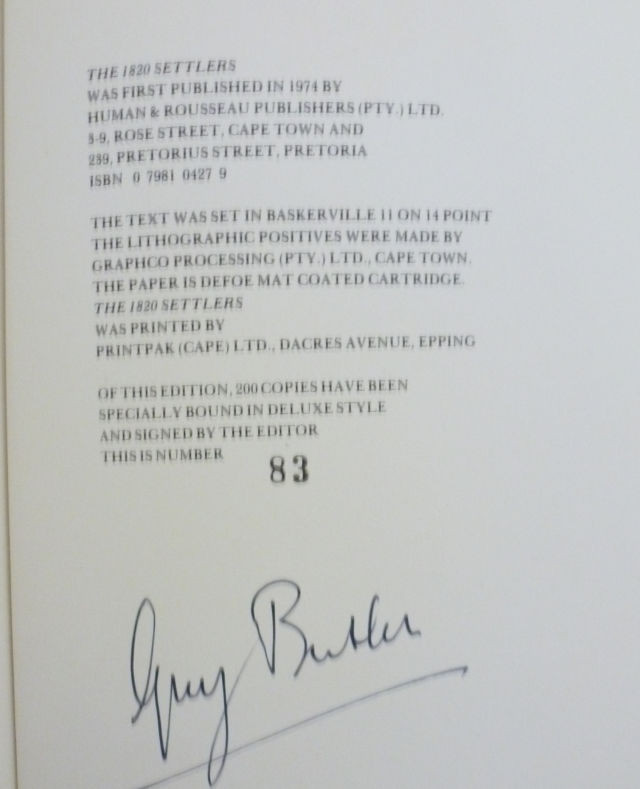 THE 1820 SETTLERS
WAS FIRST PUBLISHED IN 1974 BY
HUMAN & ROUSSEAU PUBLISHERS (PTY.) LTD.
3-9, ROSE STREET, CAPE TOWN AND
239, PRETORIUS STREET, PRETORIA
ISBN 0 7981 0427 9
THE TEXT WAS SET IN BASKERVILLE 11 ON 14 POINT
THE LITHOGRAPHIC POSITIVES WERE MADE BY
GRAPHCO PROCESSING (PTY.) LTD., CAPE TOWN.
THE PAPER IS DEFOE MAT COATED CARTRIDGE.
THE 1820 SETTLERS
WAS PRINTED BY
PRINTPAK (CAPE) LTD., DACRES AVENUE, EPPING
OF THIS EDITION, 200 COPIES HAVE BEEN
SPECIALLY BOUND IN DELUXE STYLE
AND SIGNED BY THE EDITOR
THIS IS NUMBER 83
Guy Butler